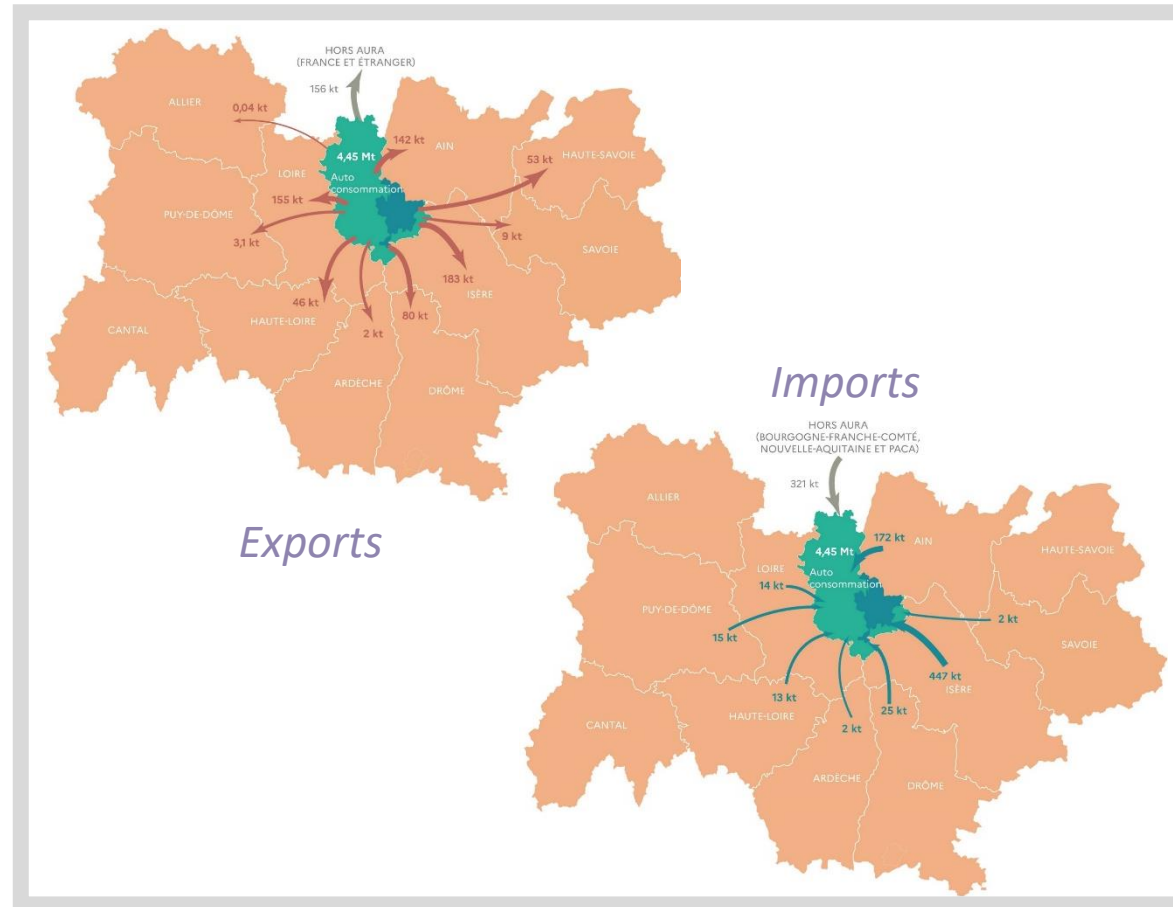 HORS AURA
(FRANCE ET ÉTRANGER)
156 kt
ALLIER
0,04 kt
142 kt
AIN
4,45 Mt
HAUTE-SAVOIE
53 kt
LOIRE
Auto
consommation
155 kt
PUY-DE-DÔME
3,1 kt
9 kt
SAVOIE
183 kt
ISÈRE
46 kt
80 kt
HAUTE-LOIRE
2 kt
CANTAL
ARDÈCHE
DRÔME
Exports
Imports
HORS AURA
(BOURGOGNE-FRANCHE-COMTÉ,
NOUVELLE-AQUITAINE ET PACA)
321 kt
ALLIER
172 kt
AIN
4,45 Mt
HAUTE-SAVOIE
LOIRE
Auto
consommation
14 kt
PUY-DE-DÔME
2 kt
15 kt
SAVOIE
447 kt
ISÈRE
13 kt
25 kt
HAUTE-LOIRE
2 kt
CANTAL
ARDÈCHE
DRÔME